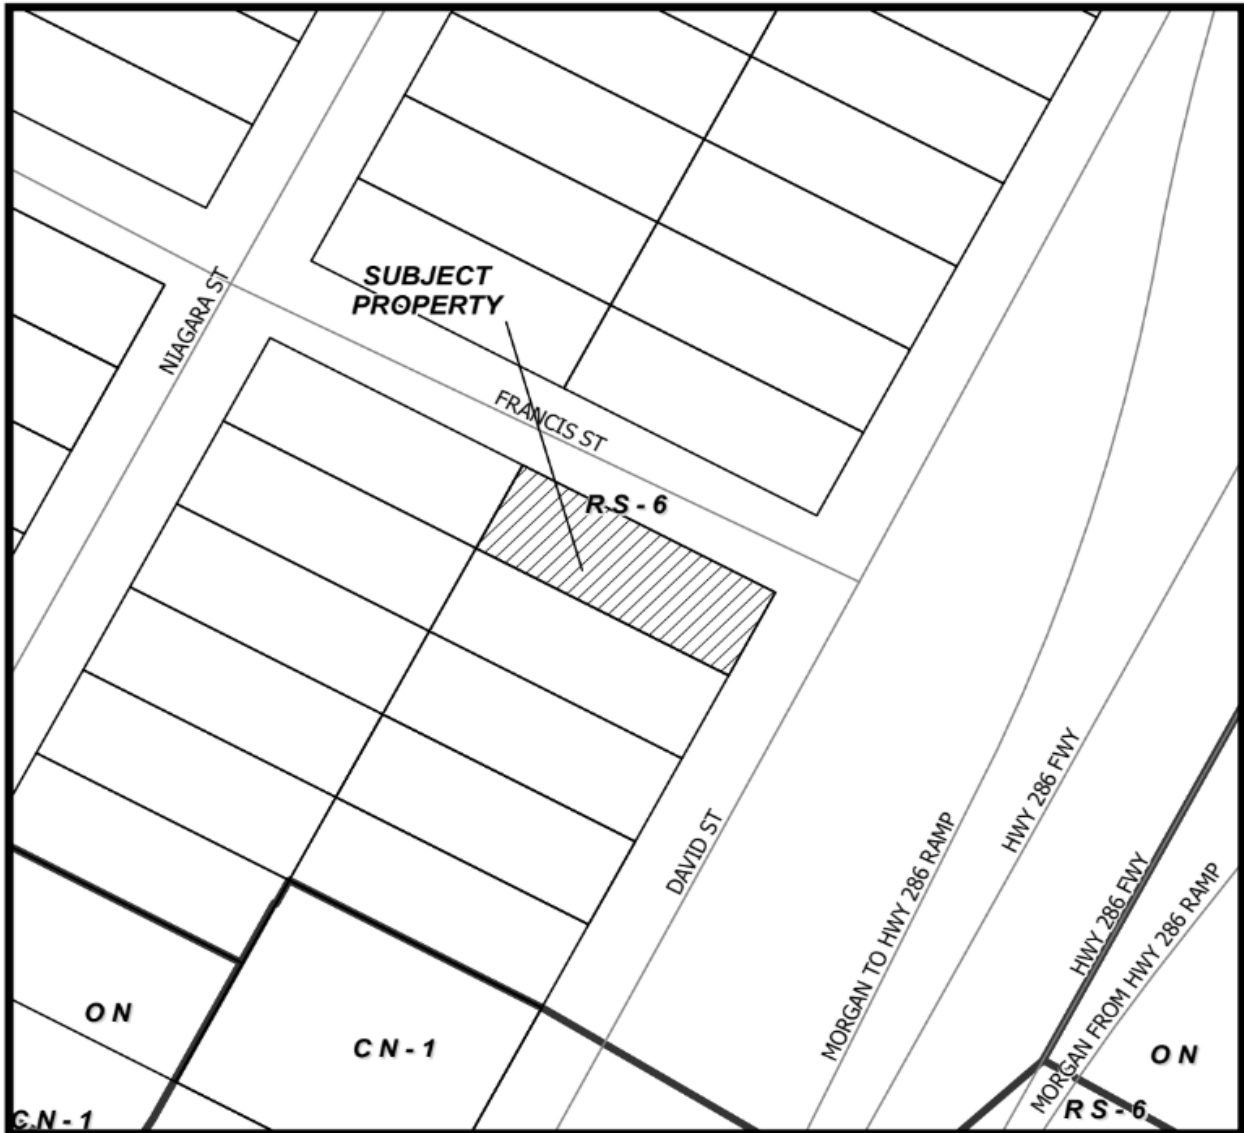 SUBJECT
PROPERTY
NIAGARA ST
FRANCIS ST
RS-6
DAVID ST
MORGAN TO HWY 286 RAMP
HWY 286 FWY
HWY 286 FWY
MORGAN FROM HWY 286 RAMP
ON
CN-1
ON
RS-6
CN-1